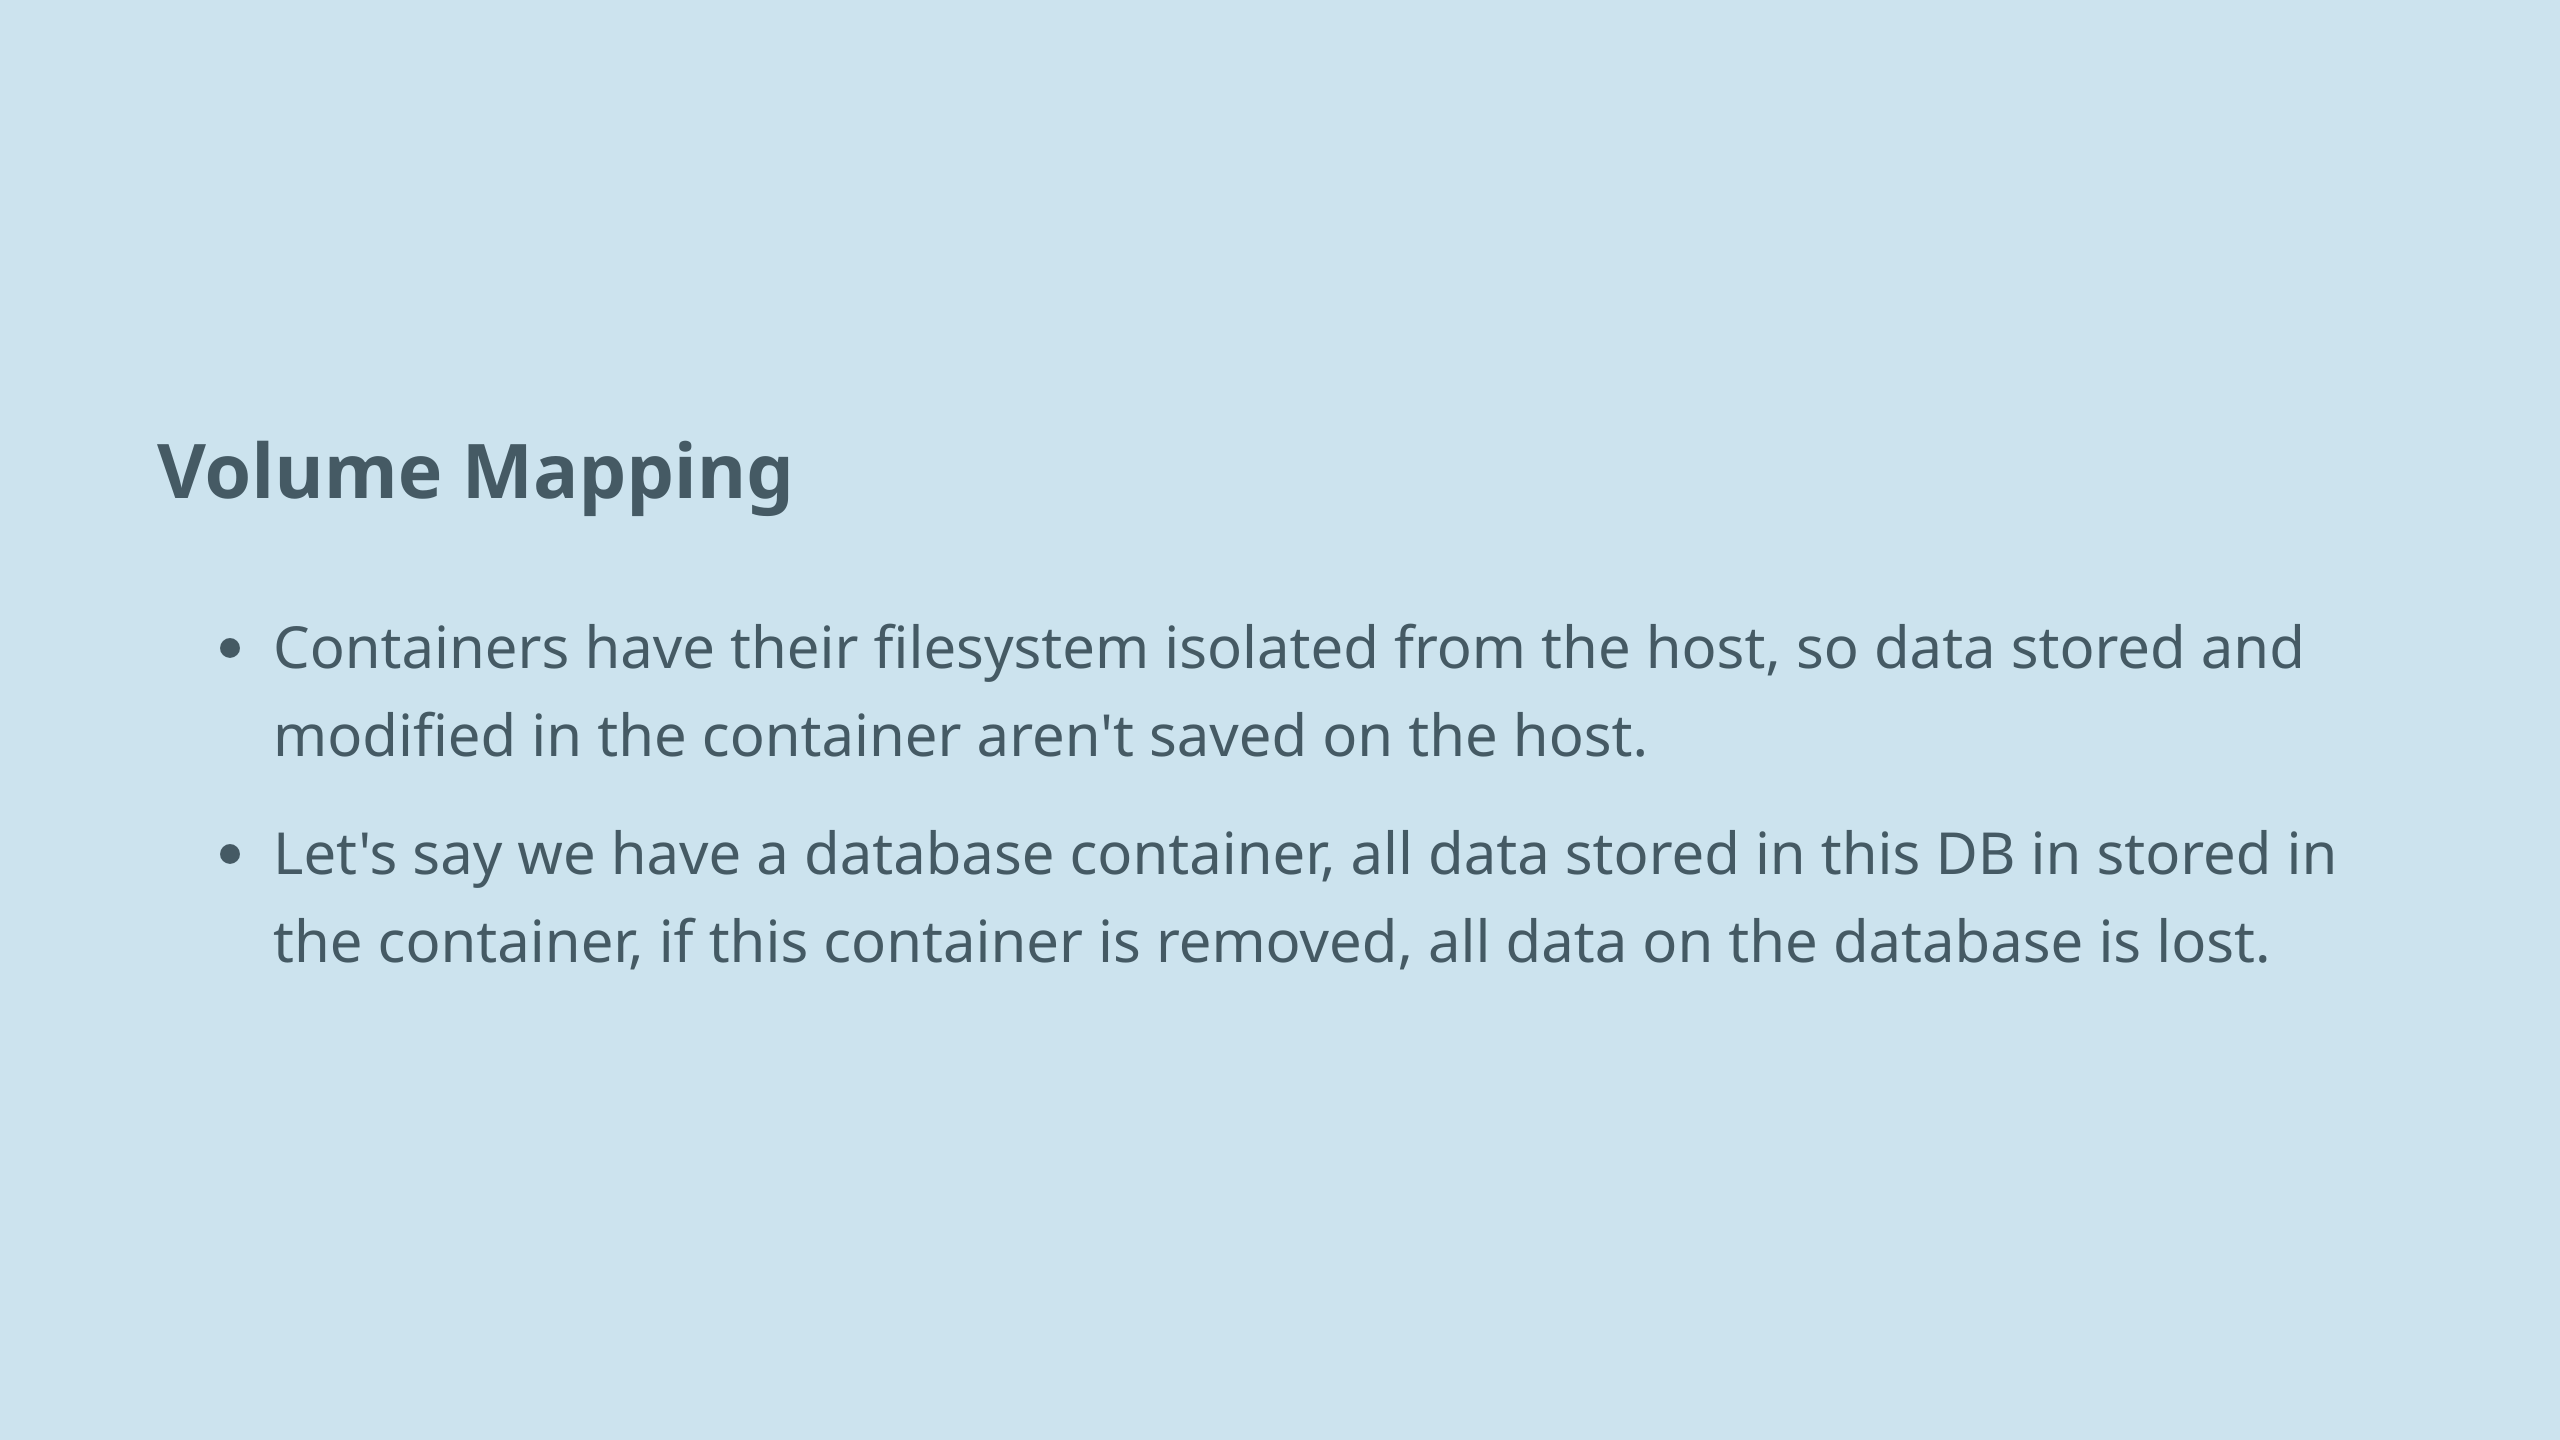 Volume Mapping
• Containers have their filesystem isolated from the host, so data stored and
modified in the container aren't saved on the host.
• Let's say we have a database container, all data stored in this DB in stored in
the container, if this container is removed, all data on the database is lost.